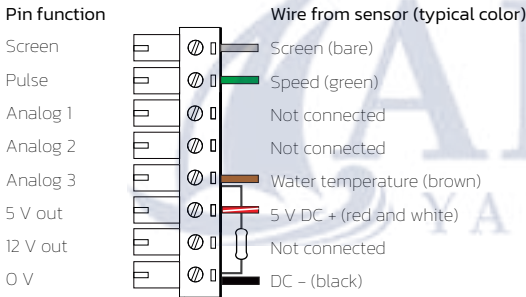 Pin function Wire from sensor (typical color)
Screen Screen (bare)
Pulse Speed (green)
Analog 1 Not connected
Analog 2 Not connected
Analog 3 Water temperature (brown)
5 V out 5 V DC + (red and white)
12 V out Not connected
0 V DC – (black)
A
YA